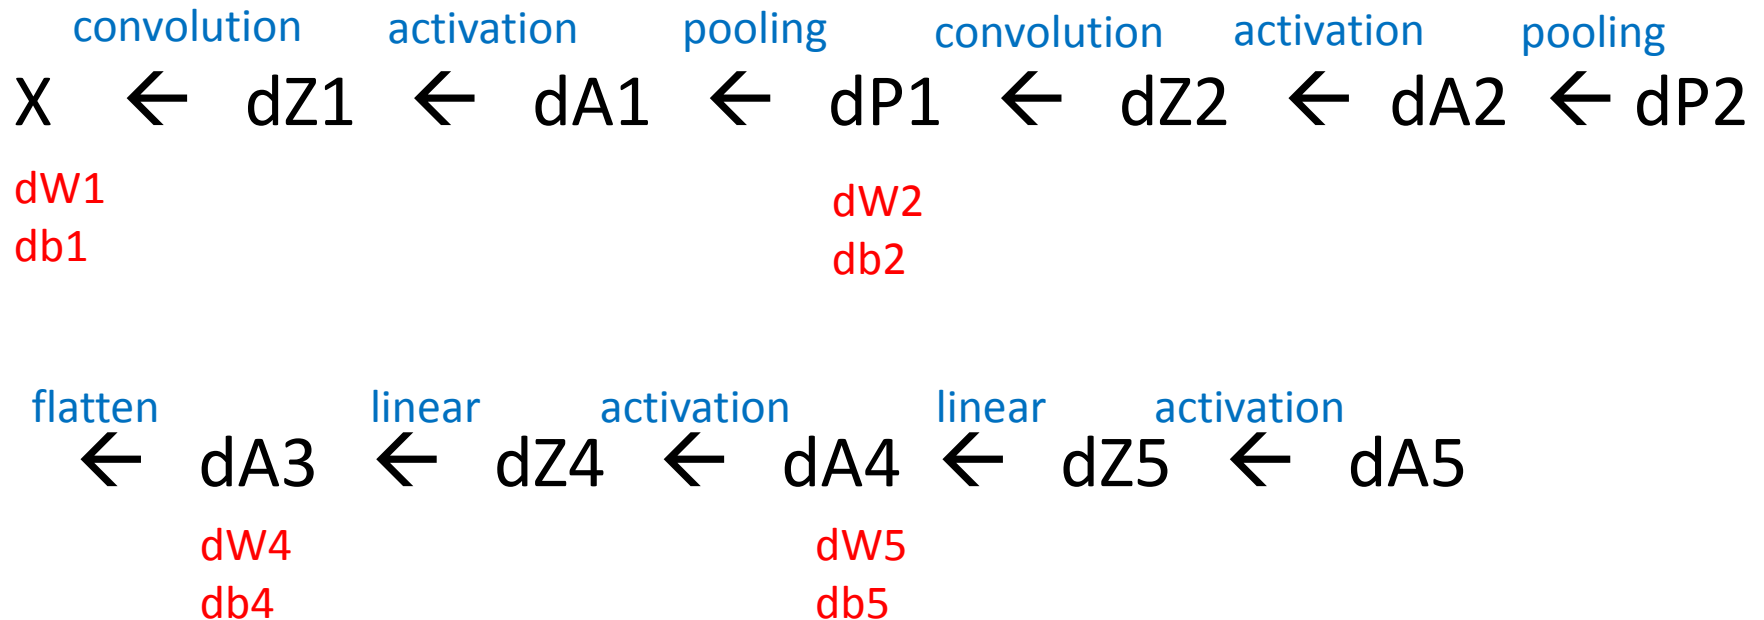 convolution activation pooling convolution activation pooling
X ← dZ1 ← dA1 ← dP1 ← dZ2 ← dA2 ← dP2
dW1 dW2
db1 db2
flatten linear activation linear activation
← dA3 ← dZ4 ← dA4 ← dZ5 ← dA5
dW4 dW5
db4 db5